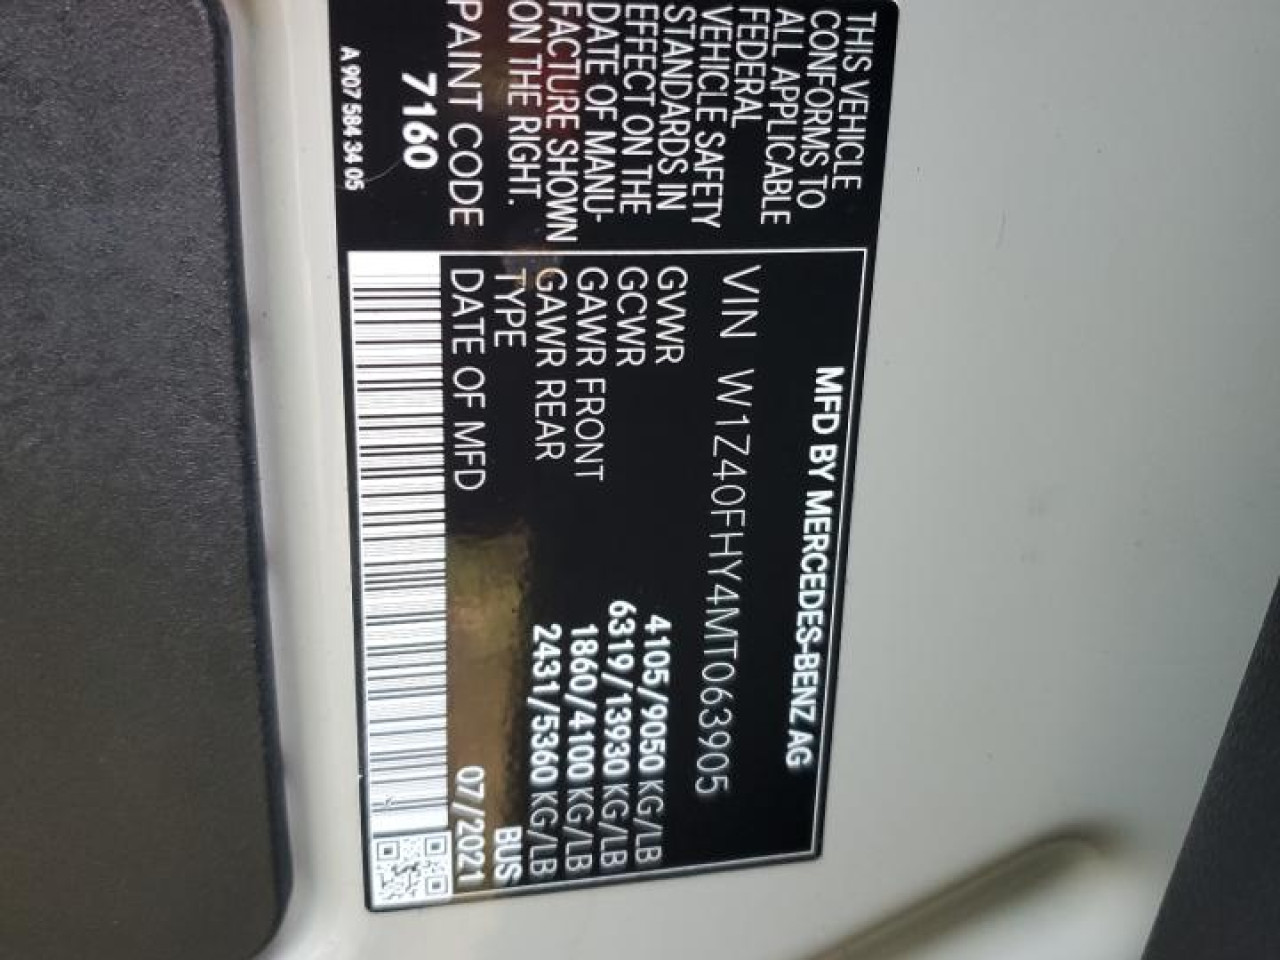 MFD BY MERCEDES-BENZ AG
VIN W1Z40FHY4MT063905
GVWR 4105/9050 KG/LB
GCWR 6319/13930 KG/LB
GAWR FRONT 1860/4100 KG/LB
GAWR REAR 2431/5360 KG/LB
TYPE BUS
DATE OF MFD 07/2021
THIS VEHICLE
CONFORMS TO
ALL APPLICABLE
FEDERAL
VEHICLE SAFETY
STANDARDS IN
EFFECT ON THE
DATE OF MANU-
FACTURE SHOWN
ON THE RIGHT.
PAINT CODE
7160
A 907 584 34 05